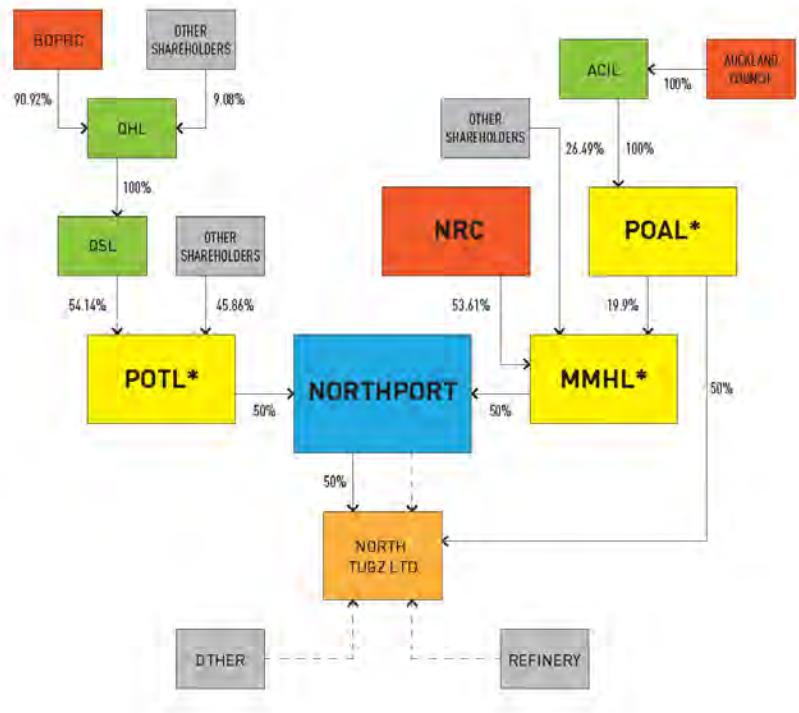 BOPRC
OTHER
SHAREHOLDERS
ACIL
AUCKLAND
COUNCIL
100%
90.92%
9.08%
QHL
OTHER
SHAREHOLDERS
26.49%
100%
100%
NRC
POAL*
QSL
OTHER
SHAREHOLDERS
54.14%
45.86%
53.61%
19.9%
POTL*
NORTHPORT
MMHL*
50%
50%
50%
50%
NORTH
TUGZ LTD.
OTHER
REFINERY